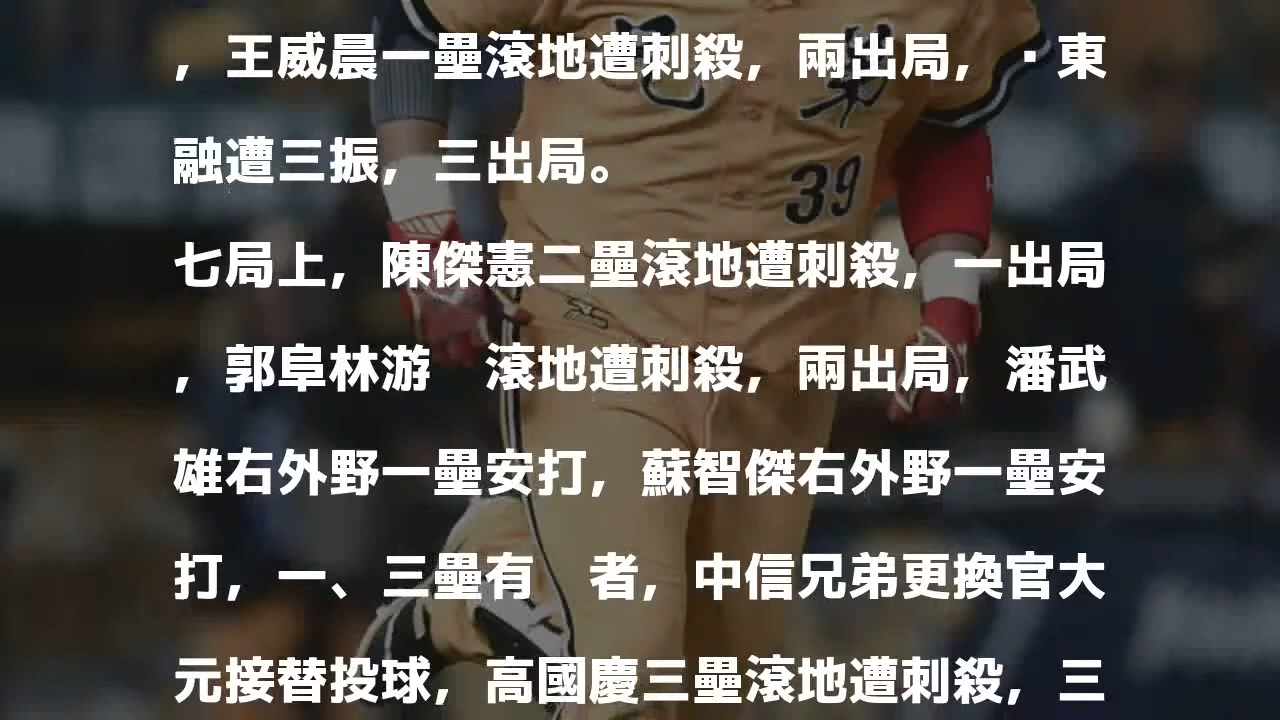 ，王威晨一壘滾地遭刺殺，兩出局，·東
融遭三振，三出局。
七局上，陳傑憲二壘滾地遭刺殺，一出局
，郭阜林游　滾地遭刺殺，兩出局，潘武
雄右外野一壘安打，蘇智傑右外野一壘安
打，一、三壘有　者，中信兄弟更換官大
元接替投球，高國慶三壘滾地遭刺殺，三
兄弟
39